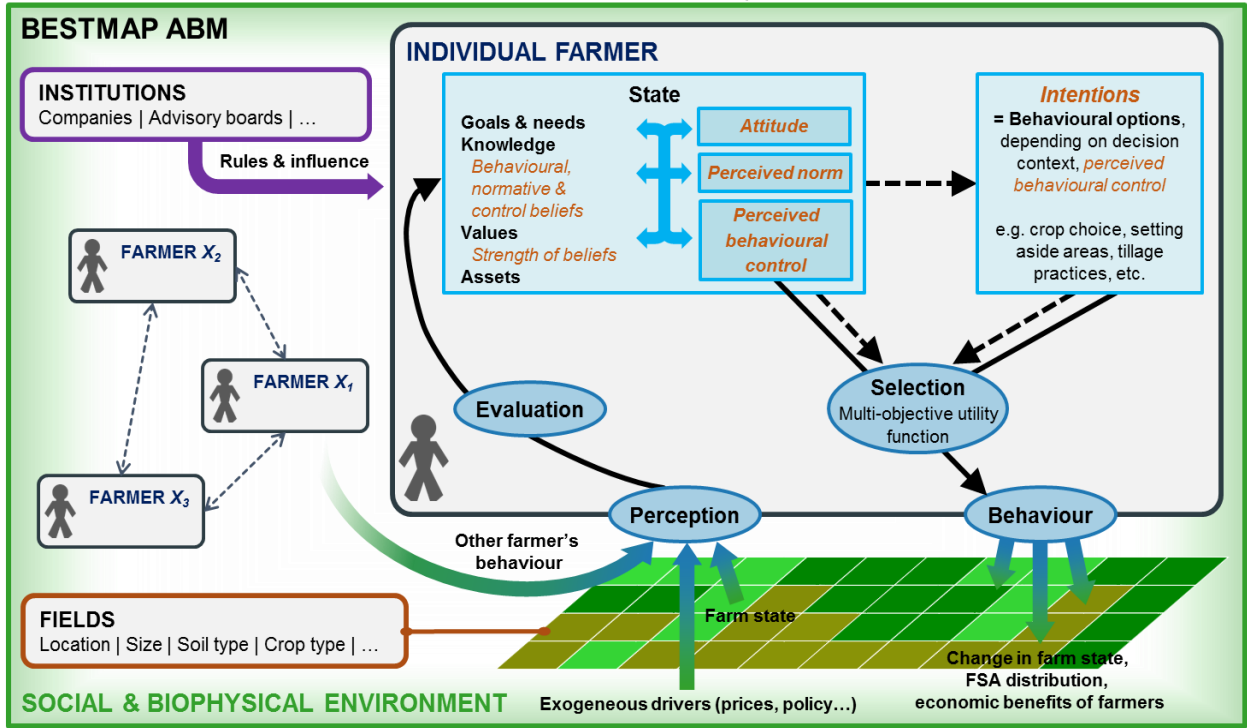 BESTMAP ABM
INSTITUTIONS
Companies | Advisory boards | …
Rules & influence
FARMER X2
FARMER X1
FARMER X3
INDIVIDUAL FARMER
State
Goals & needs
Knowledge
Behavioural,
normative &
control beliefs
Values
Strength of beliefs
Assets
Attitude
Perceived norm
Perceived
behavioural
control
Intentions
= Behavioural options,
depending on decision
context, perceived
behavioural control
e.g. crop choice, setting
aside areas, tillage
practices, etc.
Evaluation
Selection
Multi-objective utility
function
Perception
Behaviour
Other farmer's
behaviour
Farm state
FIELDS
Location | Size | Soil type | Crop type | …
Change in farm state,
FSA distribution,
economic benefits of farmers
Exogeneous drivers (prices, policy…)
SOCIAL & BIOPHYSICAL ENVIRONMENT